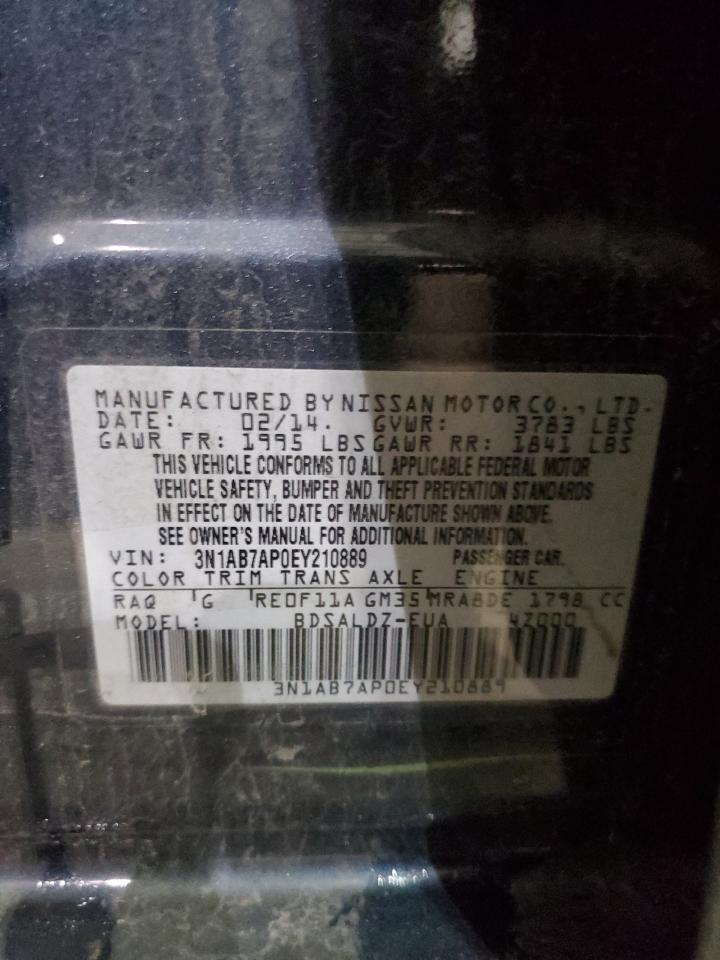 MANUFACTURED BY NISSAN MOTOR CO., LTD.
DATE: 02/14. GVWR: 3783 LBS
GAWR FR: 1995 LBS GAWR RR: 1841 LBS
THIS VEHICLE CONFORMS TO ALL APPLICABLE FEDERAL MOTOR
VEHICLE SAFETY, BUMPER AND THEFT PREVENTION STANDARDS
IN EFFECT ON THE DATE OF MANUFACTURE SHOWN ABOVE.
SEE OWNER'S MANUAL FOR ADDITIONAL INFORMATION.
VIN: 3N1AB7AP0EY210889 PASSENGER CAR.
COLOR TRIM TRANS AXLE ENGINE
RAQ G RE0F11A GM35 MRA8DE 1798 CC
MODEL: BDSALDZ-EUA 4Z000
3N1AB7AP0EY210889